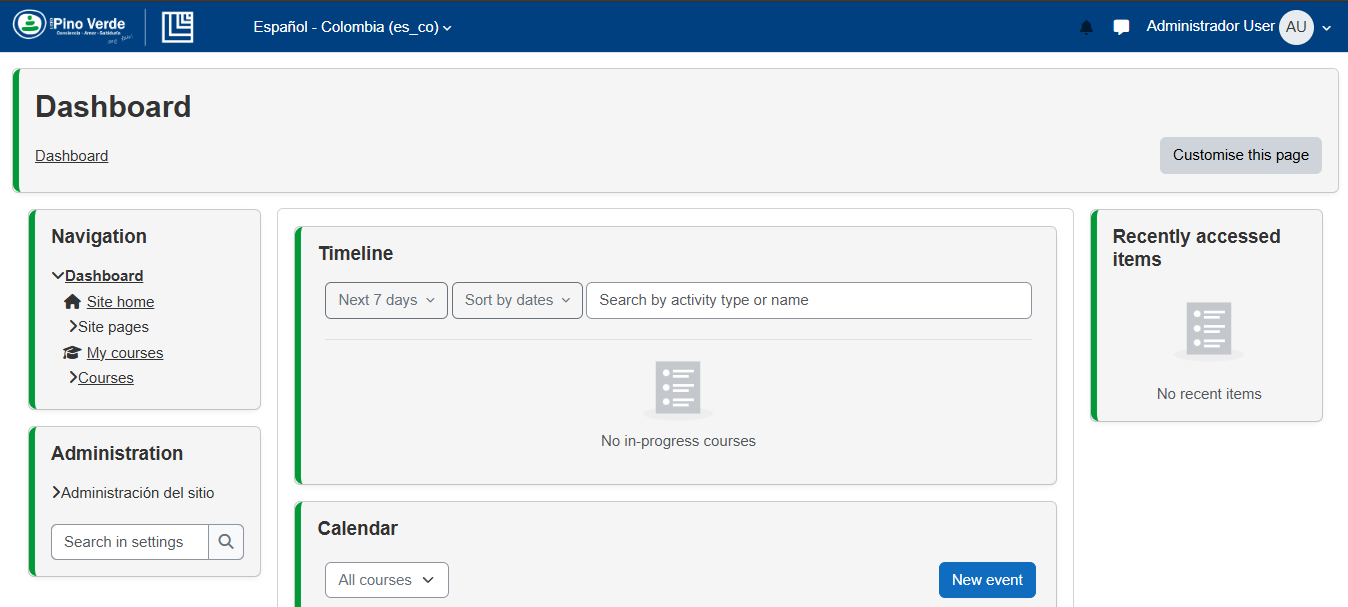 Pino Verde
Español - Colombia (es_co)
Administrador User
AU
Dashboard
Dashboard
Customise this page
Navigation
Dashboard
Site home
Site pages
My courses
Courses
Administration
Administración del sitio
Search in settings
Timeline
Next 7 days
Sort by dates
Search by activity type or name
No in-progress courses
Calendar
All courses
New event
Recently accessed
items
No recent items